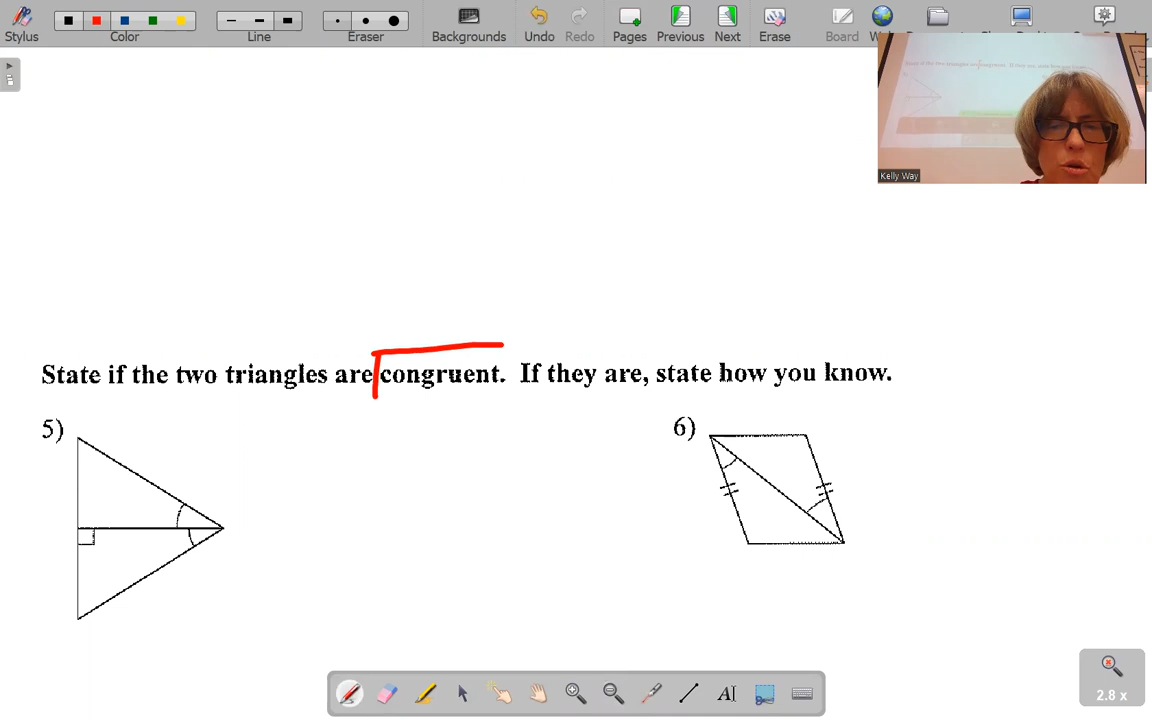 Stylus Color Line Eraser Backgrounds Undo Redo Pages Previous Next Erase Board
Kelly Way
State if the two triangles are congruent. If they are, state how you know.
5) 6)
2.8 x